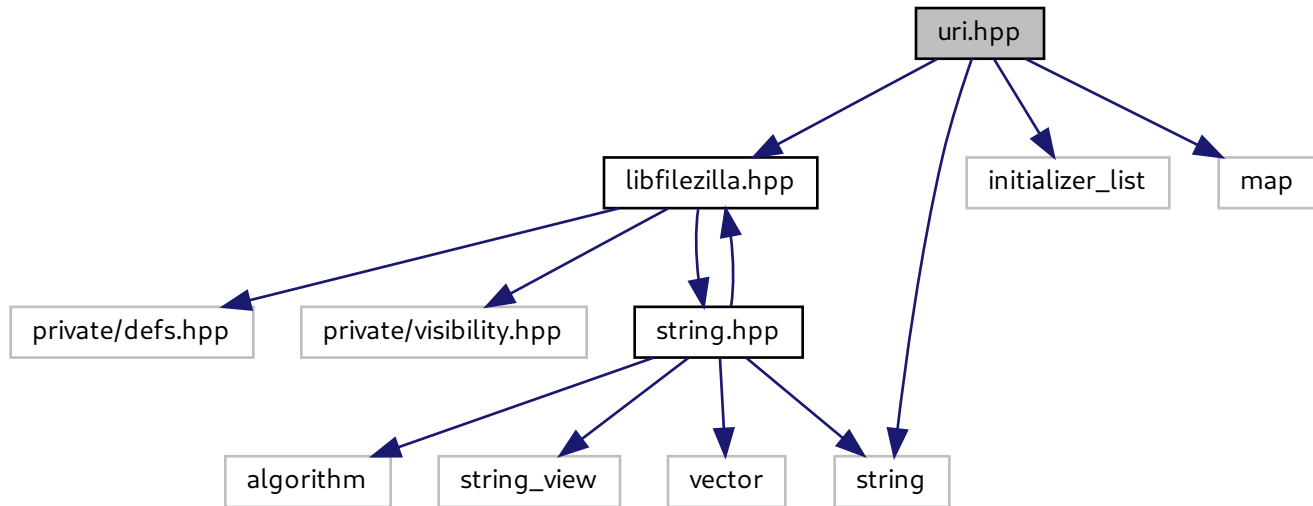 uri.hpp
libfilezilla.hpp
initializer_list
map
private/defs.hpp
private/visibility.hpp
string.hpp
algorithm
string_view
vector
string